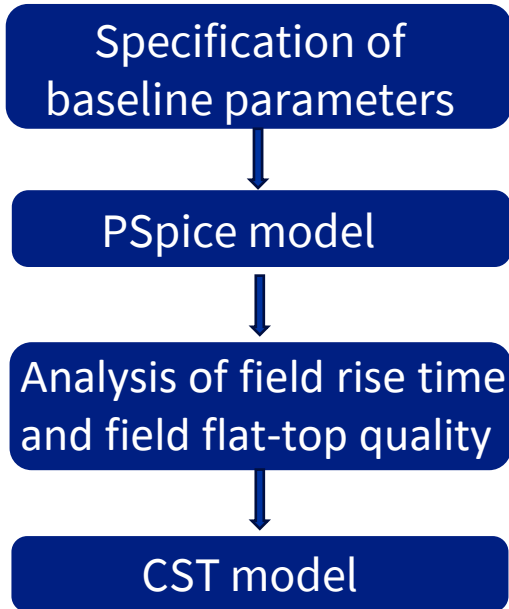 Specification of
baseline parameters
PSpice model
Analysis of field rise time
and field flat-top quality
CST model